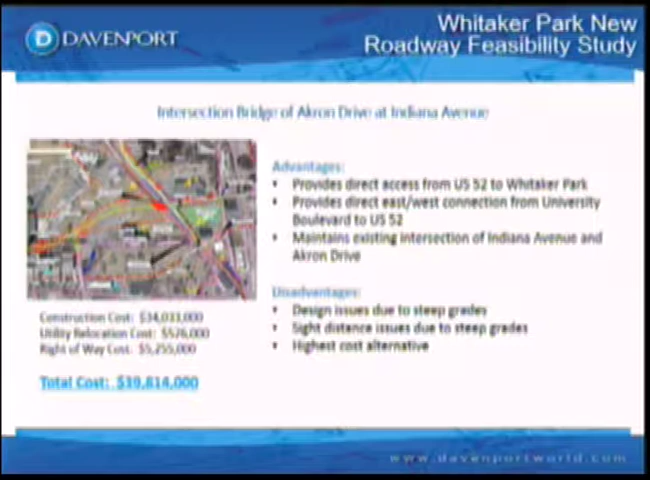 DAVENPORT
Whitaker Park New
Roadway Feasibility Study
Intersection Bridge of Akron Drive at Indiana Avenue
Advantages:
• Provides direct access from US 52 to Whitaker Park
• Provides direct east/west connection from University
Boulevard to US 52
• Maintains existing intersection of Indiana Avenue and
Akron Drive
Disadvantages:
• Design issues due to steep grades
• Sight distance issues due to steep grades
• Highest cost alternative
Construction Cost: $34,033,000
Utility Relocation Cost: $526,000
Right of Way Cost: $5,255,000
Total Cost: $39,814,000
www.davenportworld.com